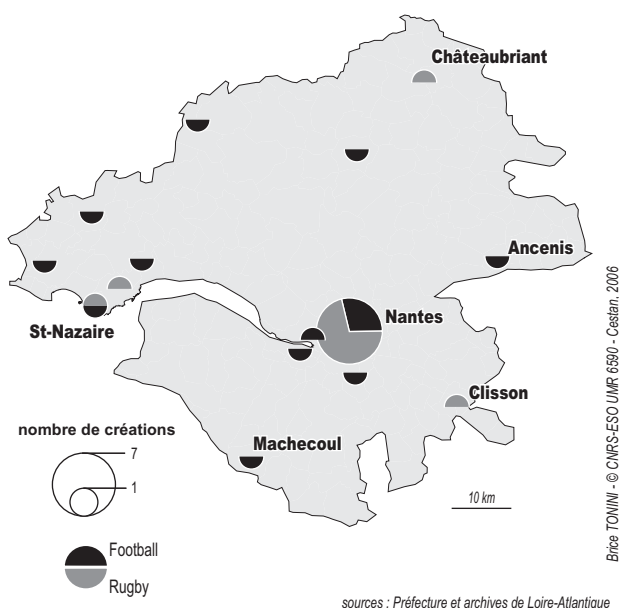 Châteaubriant
Ancenis
Nantes
St-Nazaire
Clisson
Machecoul
nombre de créations
7
1
10 km
Football
Rugby
Brice TONINI - © CNRS-ESO UMR 6590 - Cestan, 2006
sources : Préfecture et archives de Loire-Atlantique